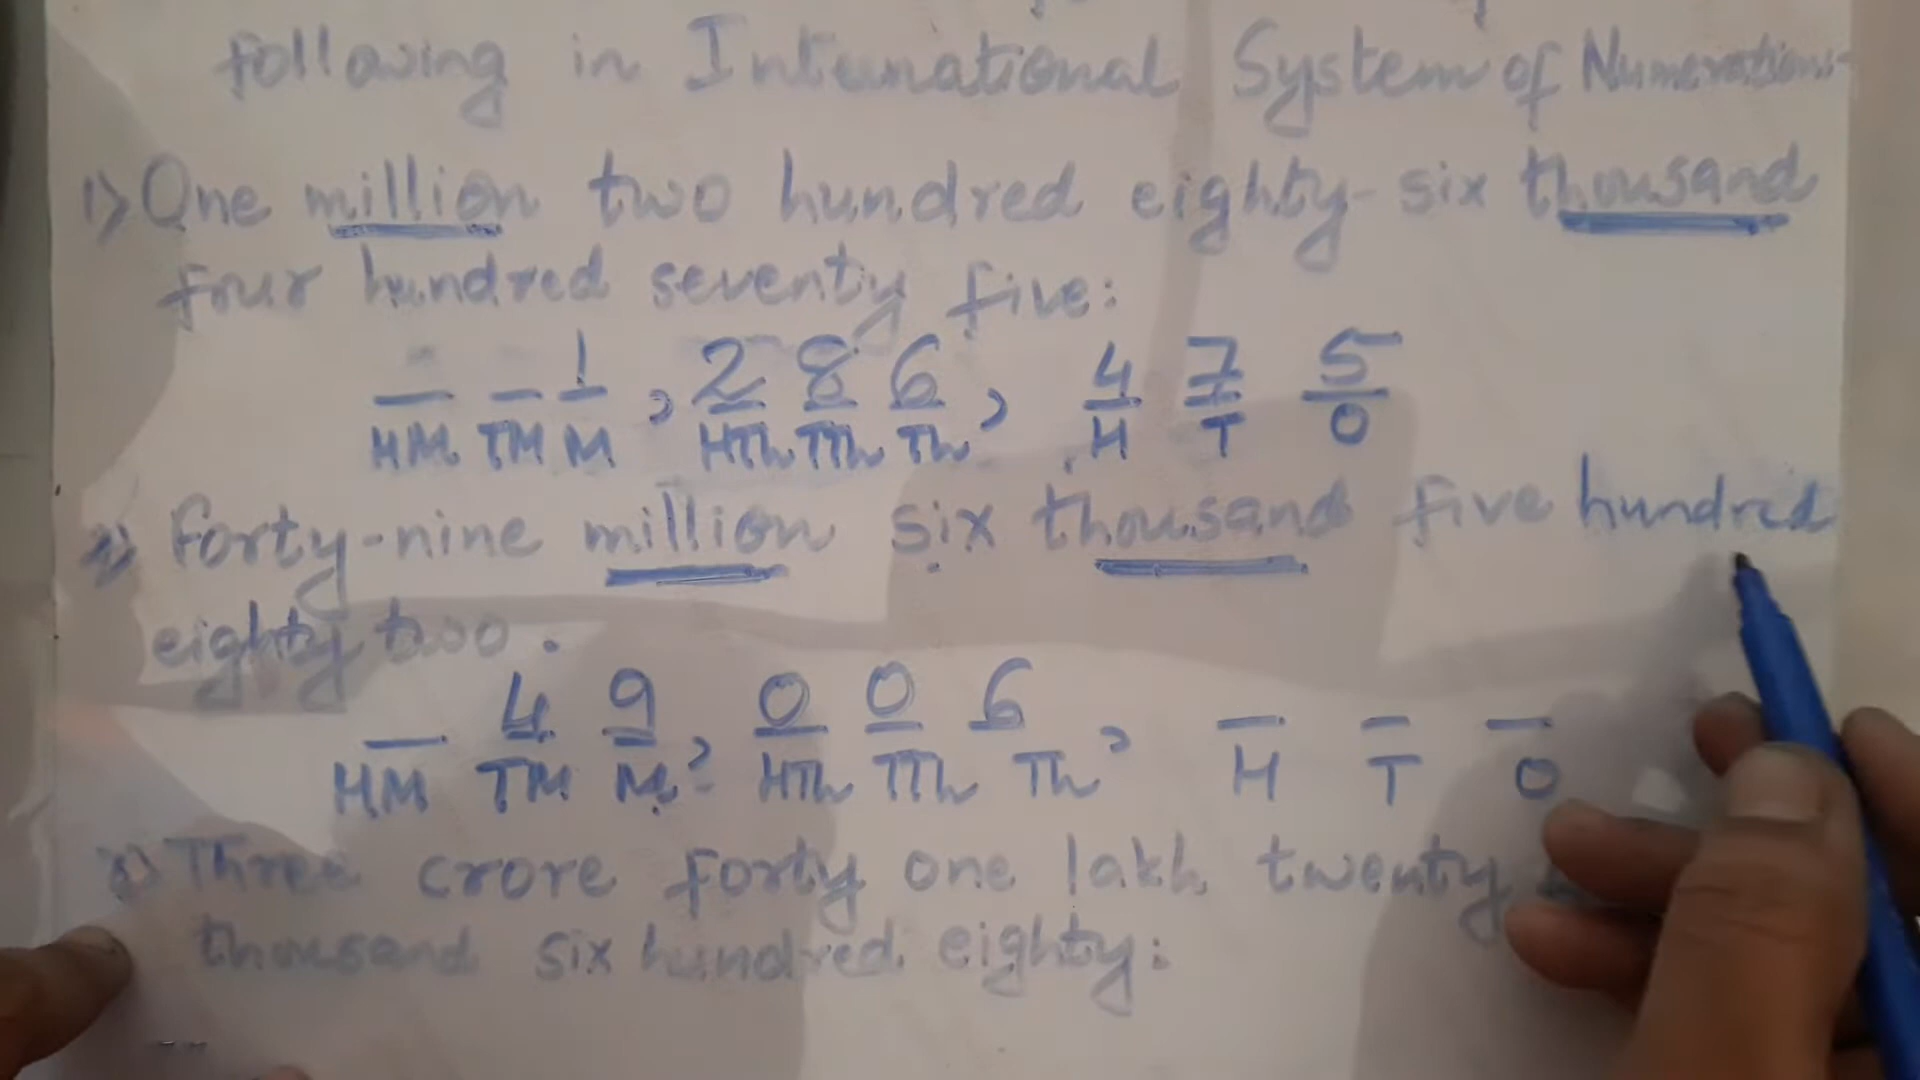 following in International System of Numeration:-
1) One million two hundred eighty-six thousand
four hundred seventy five:
1, 2 8 6, 4 7 5
HM TM M HTh TTh Th H T O
2) Forty-nine million six thousand five hundred
eighty two.
4 9, 0 0 6,
HM TM M HTh TTh Th H T O
3) Three crore forty one lakh twenty
thousand six hundred eighty: